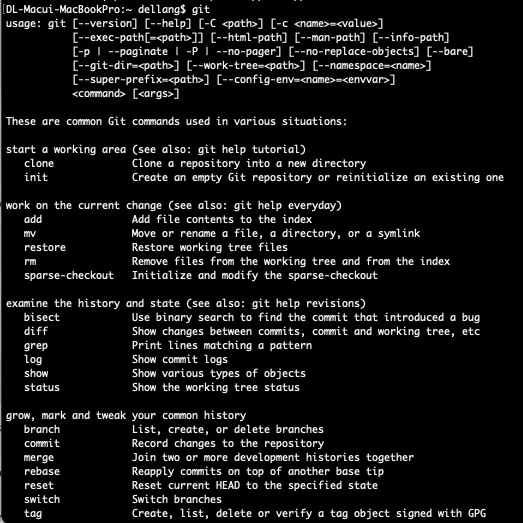 [DL-Macui-MacBookPro:~ dellang$ git
usage: git [--version] [--help] [-C <path>] [-c <name>=<value>]
           [--exec-path[=<path>]] [--html-path] [--man-path] [--info-path]
           [-p | --paginate | -P | --no-pager] [--no-replace-objects] [--bare]
           [--git-dir=<path>] [--work-tree=<path>] [--namespace=<name>]
           [--super-prefix=<path>] [--config-env=<name>=<envvar>]
           <command> [<args>]

These are common Git commands used in various situations:

start a working area (see also: git help tutorial)
   clone             Clone a repository into a new directory
   init              Create an empty Git repository or reinitialize an existing one

work on the current change (see also: git help everyday)
   add               Add file contents to the index
   mv                Move or rename a file, a directory, or a symlink
   restore           Restore working tree files
   rm                Remove files from the working tree and from the index
   sparse-checkout   Initialize and modify the sparse-checkout

examine the history and state (see also: git help revisions)
   bisect            Use binary search to find the commit that introduced a bug
   diff              Show changes between commits, commit and working tree, etc
   grep              Print lines matching a pattern
   log               Show commit logs
   show              Show various types of objects
   status            Show the working tree status

grow, mark and tweak your common history
   branch            List, create, or delete branches
   commit            Record changes to the repository
   merge             Join two or more development histories together
   rebase            Reapply commits on top of another base tip
   reset             Reset current HEAD to the specified state
   switch            Switch branches
   tag               Create, list, delete or verify a tag object signed with GPG